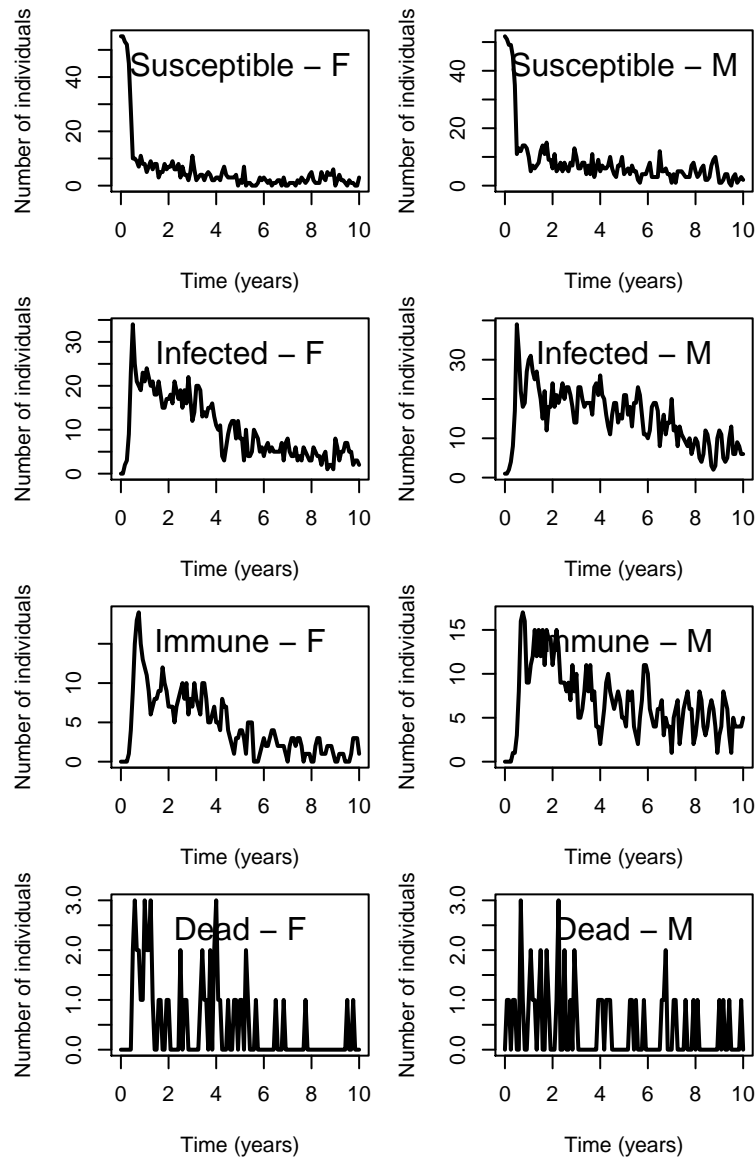 Susceptible – F
Number of individuals
0 20 40
0 2 4 6 8 10
Time (years)
Susceptible – M
Number of individuals
0 20 40
0 2 4 6 8 10
Time (years)
Infected – F
Number of individuals
0 10 20 30
0 2 4 6 8 10
Time (years)
Infected – M
Number of individuals
0 10 30
0 2 4 6 8 10
Time (years)
Immune – F
Number of individuals
0 5 10
0 2 4 6 8 10
Time (years)
Immune – M
Number of individuals
0 5 10 15
0 2 4 6 8 10
Time (years)
Dead – F
Number of individuals
0.0 1.0 2.0 3.0
0 2 4 6 8 10
Time (years)
Dead – M
Number of individuals
0.0 1.0 2.0 3.0
0 2 4 6 8 10
Time (years)